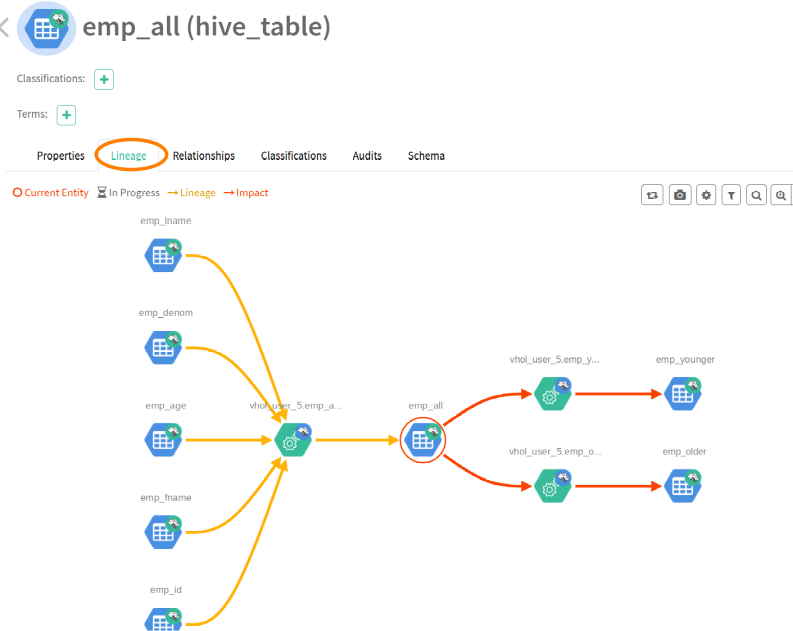 emp_all (hive_table)
Classifications:
Terms:
Properties Lineage Relationships Classifications Audits Schema
Current Entity In Progress Lineage Impact
emp_lname
emp_denom
vhol_user_5.emp_y... emp_younger
emp_age vhol_user_5.emp_a... emp_all
vhol_user_5.emp_o... emp_older
emp_fname
emp_id